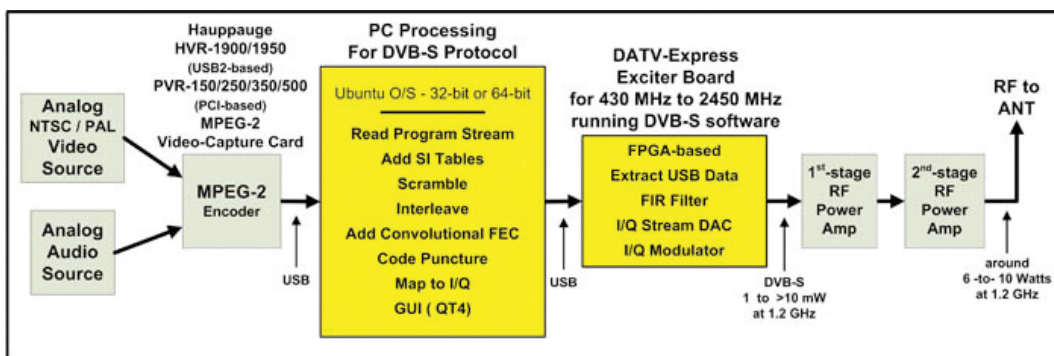 Hauppauge
HVR-1900/1950
(USB2-based)
PVR-150/250/350/500
(PCI-based)
MPEG-2
Video-Capture Card
Analog
NTSC / PAL
Video
Source
Analog
Audio
Source
MPEG-2
Encoder
USB
PC Processing
For DVB-S Protocol
Ubuntu O/S - 32-bit or 64-bit
Read Program Stream
Add SI Tables
Scramble
Interleave
Add Convolutional FEC
Code Puncture
Map to I/Q
GUI ( QT4)
USB
DATV-Express
Exciter Board
for 430 MHz to 2450 MHz
running DVB-S software
FPGA-based
Extract USB Data
FIR Filter
I/Q Stream DAC
I/Q Modulator
DVB-S
1 to >10 mW
at 1.2 GHz
1st-stage
RF
Power
Amp
2nd-stage
RF
Power
Amp
RF to
ANT
around
6 -to- 10 Watts
at 1.2 GHz